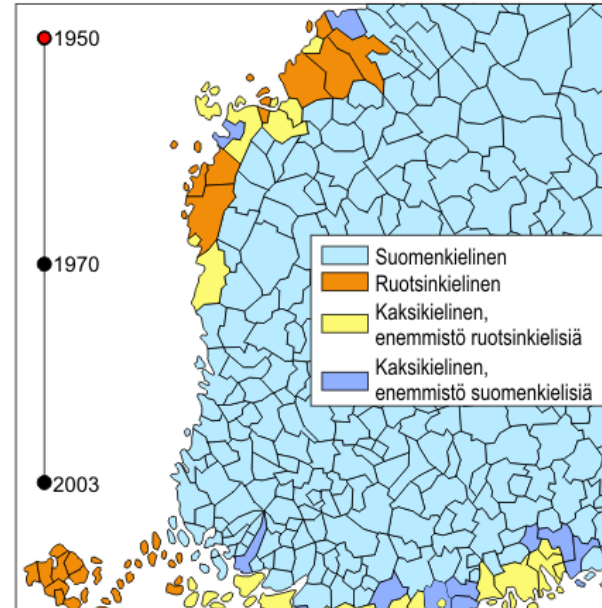 1950
1970
2003
Suomenkielinen
Ruotsinkielinen
Kaksikielinen,
enemmistö ruotsinkielisiä
Kaksikielinen,
enemmistö suomenkielisiä